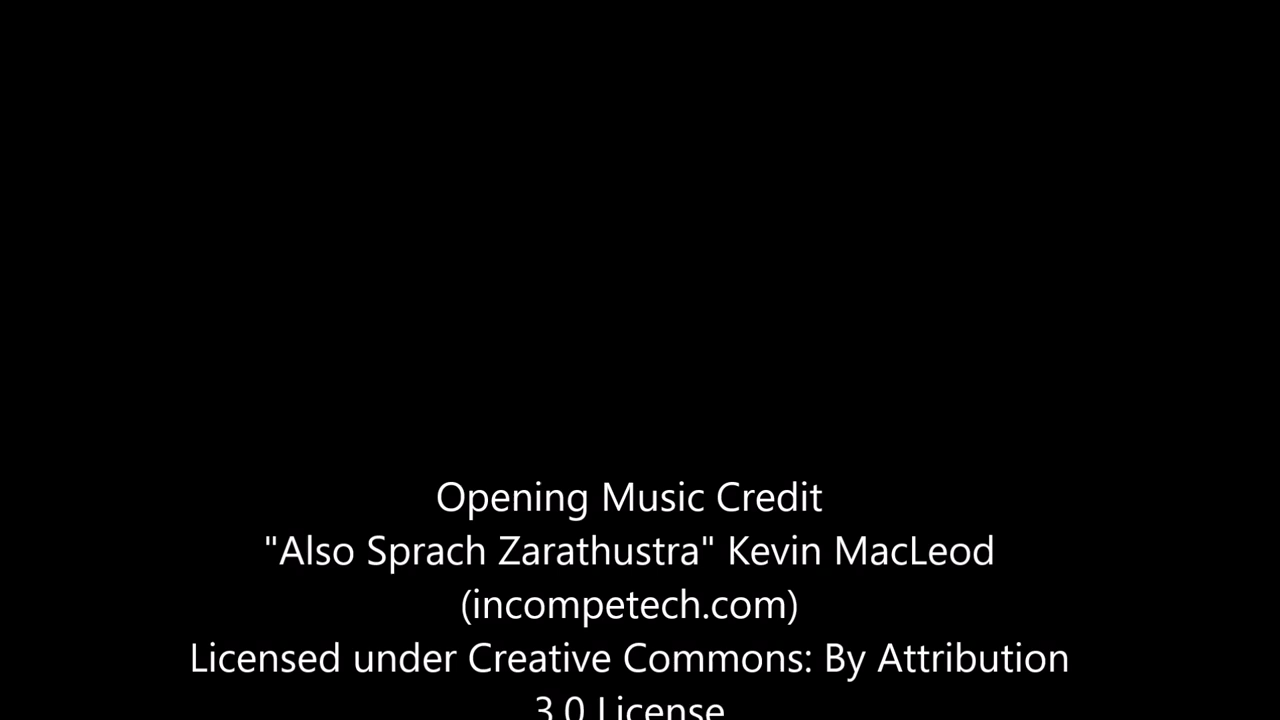 Opening Music Credit
"Also Sprach Zarathustra" Kevin MacLeod
(incompetech.com)
Licensed under Creative Commons: By Attribution
3.0 License